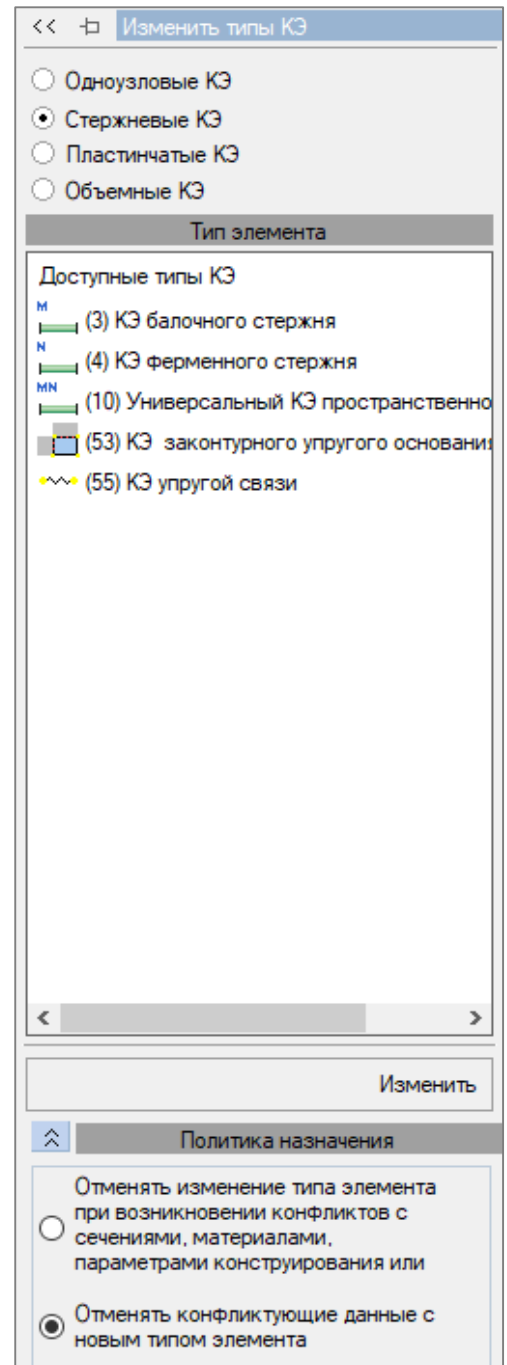 << Изменить типы КЭ
Одноузловые КЭ
Стержневые КЭ
Пластинчатые КЭ
Объемные КЭ
Тип элемента
Доступные типы КЭ
M (3) КЭ балочного стержня
N (4) КЭ ферменного стержня
MN (10) Универсальный КЭ пространственно
(53) КЭ законтурного упругого основания
(55) КЭ упругой связи
Изменить
Политика назначения
Отменять изменение типа элемента
при возникновении конфликтов с
сечениями, материалами,
параметрами конструирования или
Отменять конфликтующие данные с
новым типом элемента